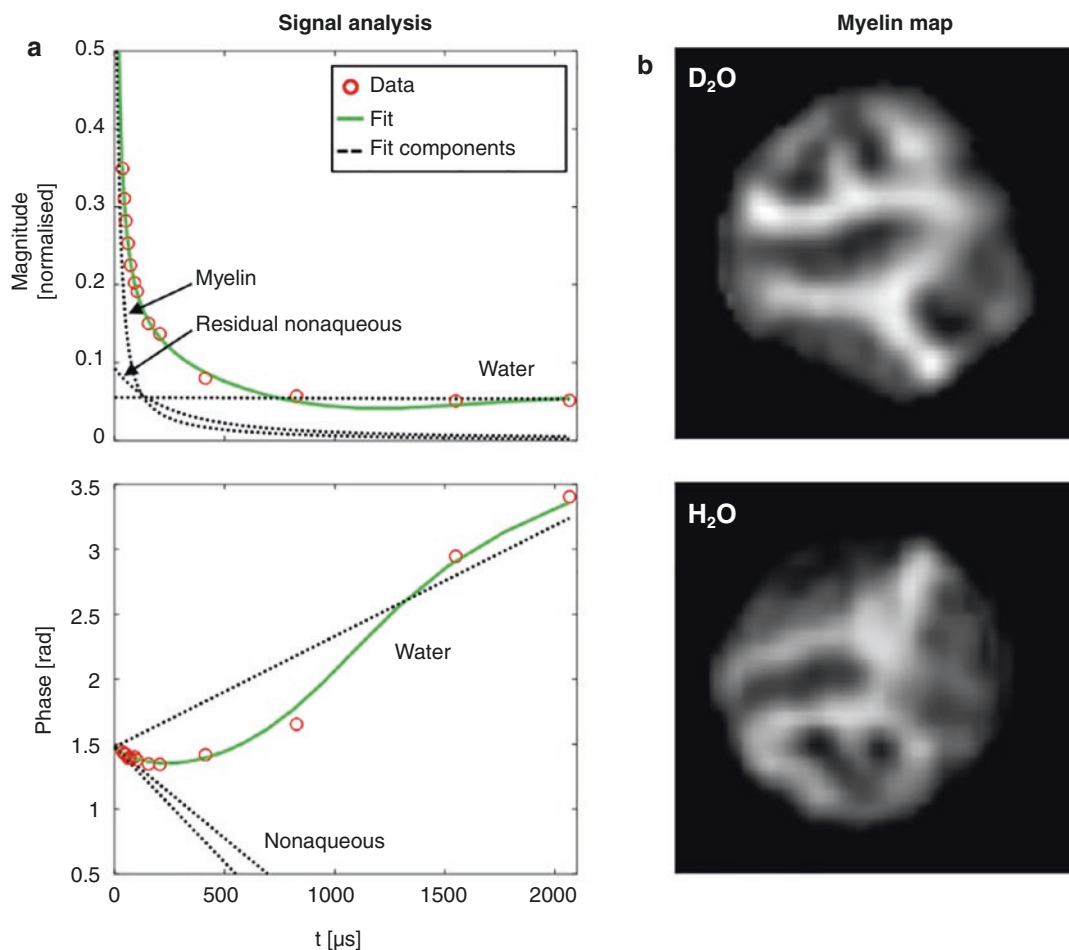 Signal analysis
a
0.5
0.4
0.3
0.2
0.1
0
Magnitude
[normalised]
Data
Fit
Fit components
Myelin
Residual nonaqueous
Water
3.5
3
2.5
2
1.5
1
0.5
Phase [rad]
Water
Nonaqueous
0 500 1000 1500 2000
t [µs]
Myelin map
b
D₂O
H₂O